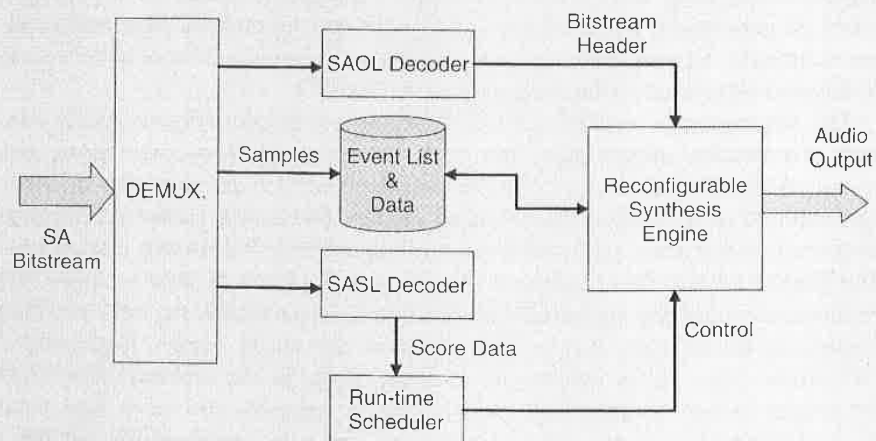 Bitstream
Header
SAOL Decoder
Samples
Event List
&
Data
DEMUX.
SA
Bitstream
Reconfigurable
Synthesis
Engine
Audio
Output
SASL Decoder
Score Data
Control
Run-time
Scheduler